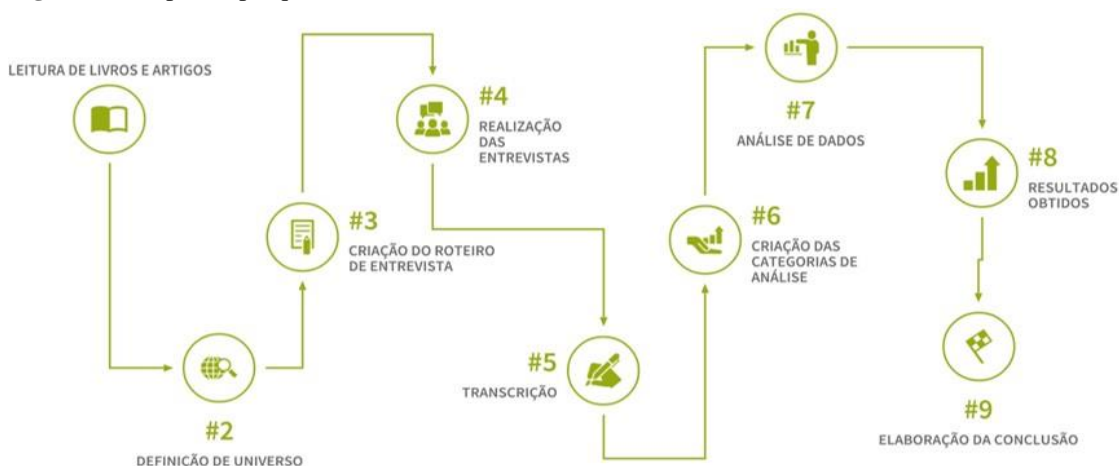 LEITURA DE LIVROS E ARTIGOS
#2
DEFINIÇÃO DE UNIVERSO
#3
CRIAÇÃO DO ROTEIRO
DE ENTREVISTA
#4
REALIZAÇÃO
DAS
ENTREVISTAS
#5
TRANSCRIÇÃO
#6
CRIAÇÃO DAS
CATEGORIAS DE
ANÁLISE
#7
ANÁLISE DE DADOS
#8
RESULTADOS
OBTIDOS
#9
ELABORAÇÃO DA CONCLUSÃO